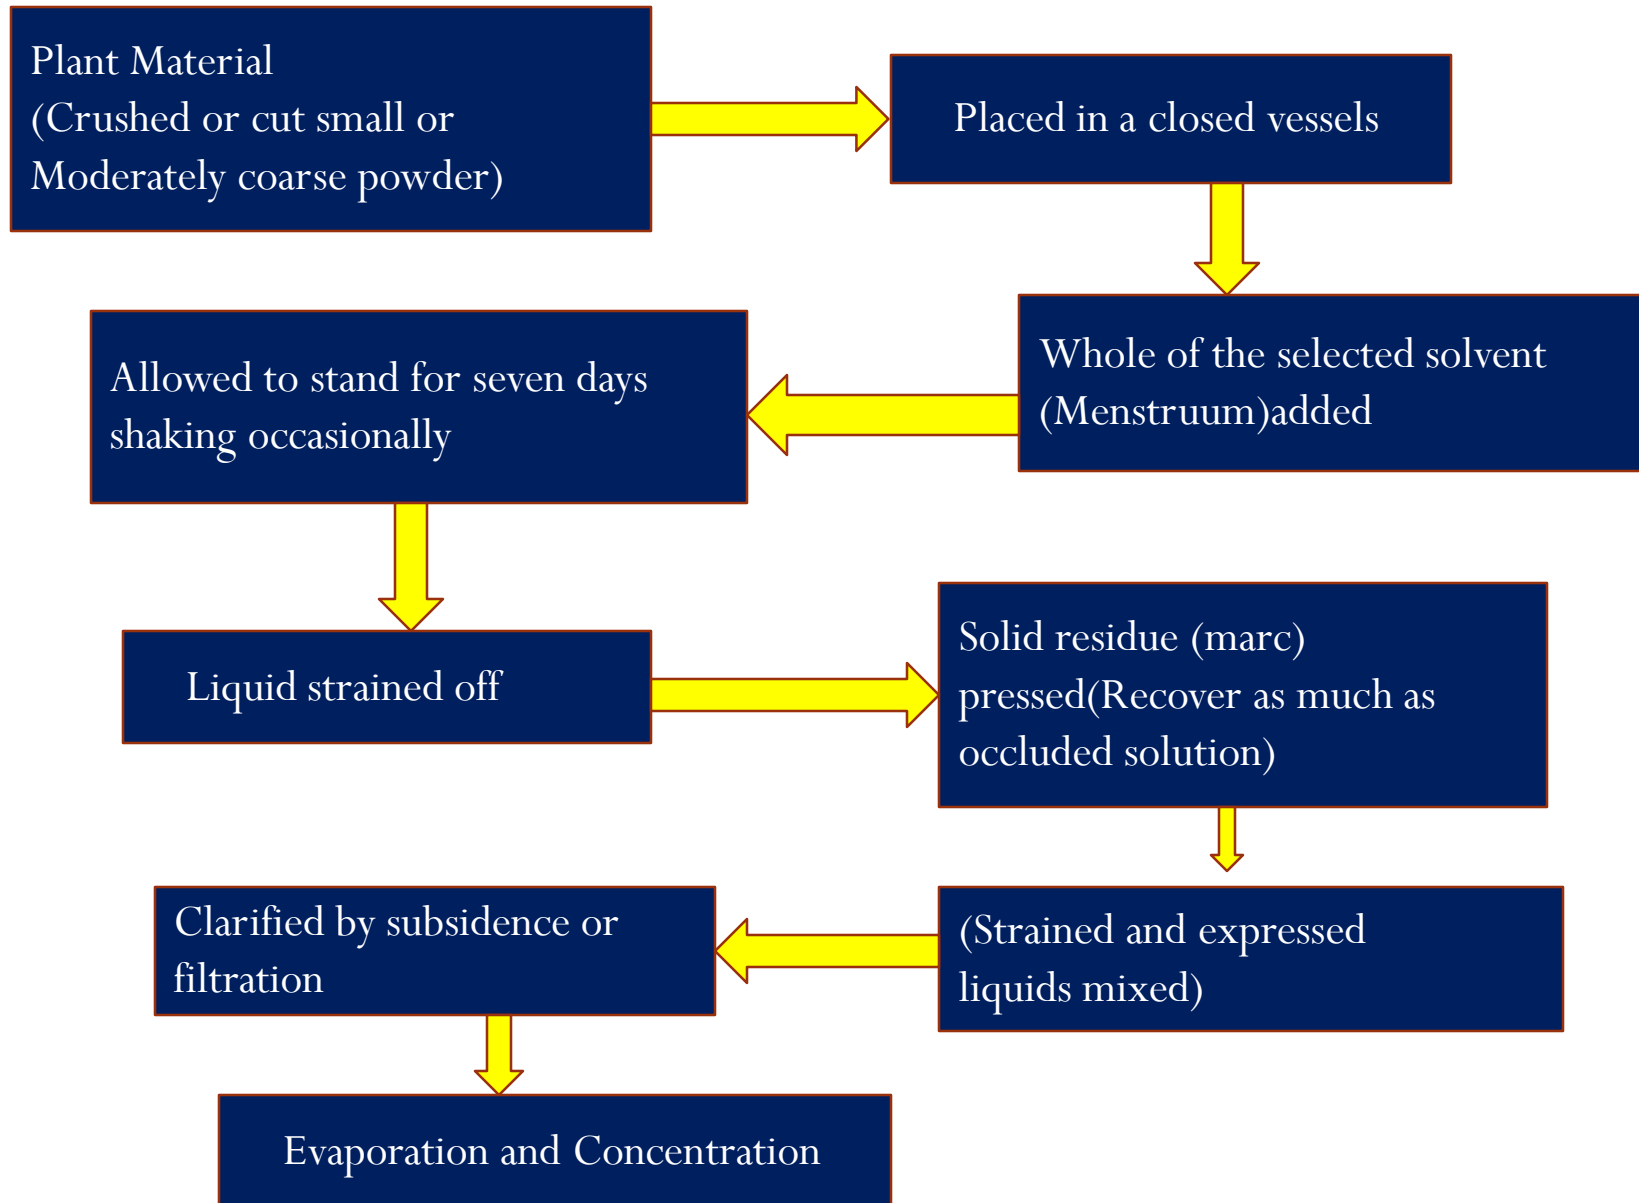 Plant Material
(Crushed or cut small or
Moderately coarse powder)
Placed in a closed vessels
Whole of the selected solvent
(Menstruum)added
Allowed to stand for seven days
shaking occasionally
Liquid strained off
Solid residue (marc)
pressed(Recover as much as
occluded solution)
(Strained and expressed
liquids mixed)
Clarified by subsidence or
filtration
Evaporation and Concentration